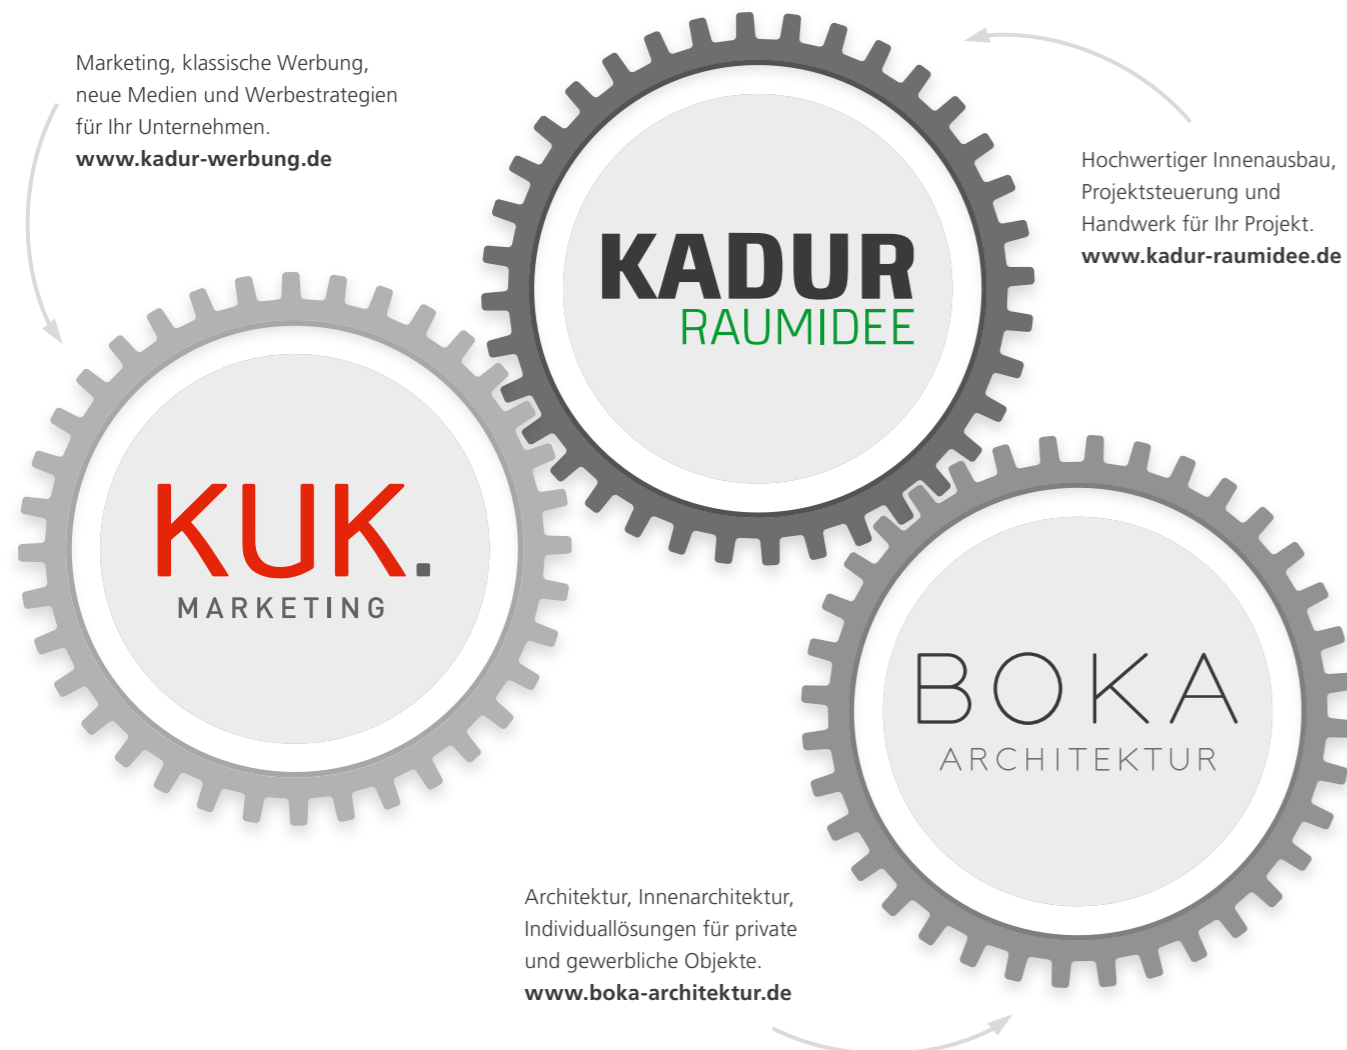 Marketing, klassische Werbung,
neue Medien und Werbestrategien
für Ihr Unternehmen.
www.kadur-werbung.de
Hochwertiger Innenausbau,
Projektsteuerung und
Handwerk für Ihr Projekt.
www.kadur-raumidee.de
KADUR
RAUMIDEE
KUK.
MARKETING
BOKA
ARCHITEKTUR
Architektur, Innenarchitektur,
Individuallösungen für private
und gewerbliche Objekte.
www.boka-architektur.de